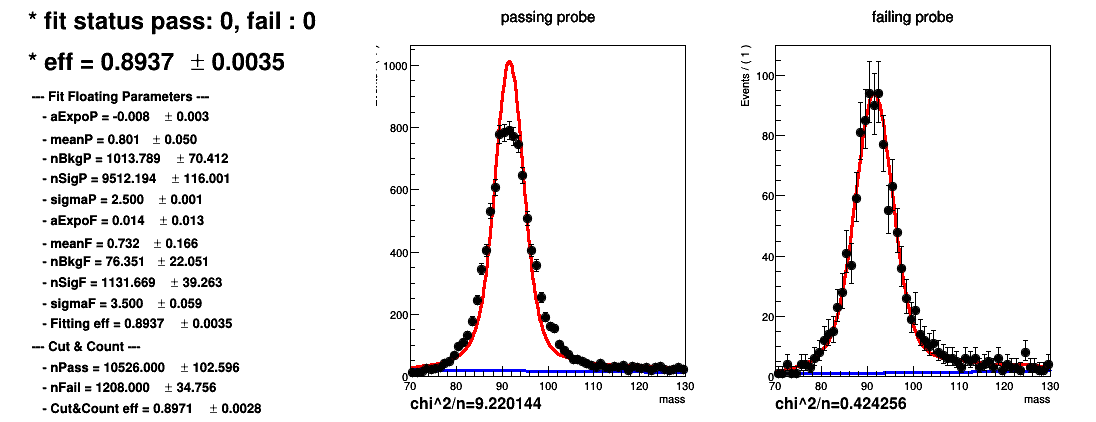 * fit status pass: 0, fail : 0
* eff = 0.8937 ± 0.0035
--- Fit Floating Parameters ---
- aExpoP = -0.008 ± 0.003
- meanP = 0.801 ± 0.050
- nBkgP = 1013.789 ± 70.412
- nSigP = 9512.194 ± 116.001
- sigmaP = 2.500 ± 0.001
- aExpoF = 0.014 ± 0.013
- meanF = 0.732 ± 0.166
- nBkgF = 76.351 ± 22.051
- nSigF = 1131.669 ± 39.263
- sigmaF = 3.500 ± 0.059
- Fitting eff = 0.8937 ± 0.0035
--- Cut & Count ---
- nPass = 10526.000 ± 102.596
- nFail = 1208.000 ± 34.756
- Cut&Count eff = 0.8971 ± 0.0028
passing probe
1000
800
600
400
200
0
70 80 90 100 110 120 130
mass
chi^2/n=9.220144
failing probe
Events / ( 1 )
100
80
60
40
20
0
70 80 90 100 110 120 130
mass
chi^2/n=0.424256